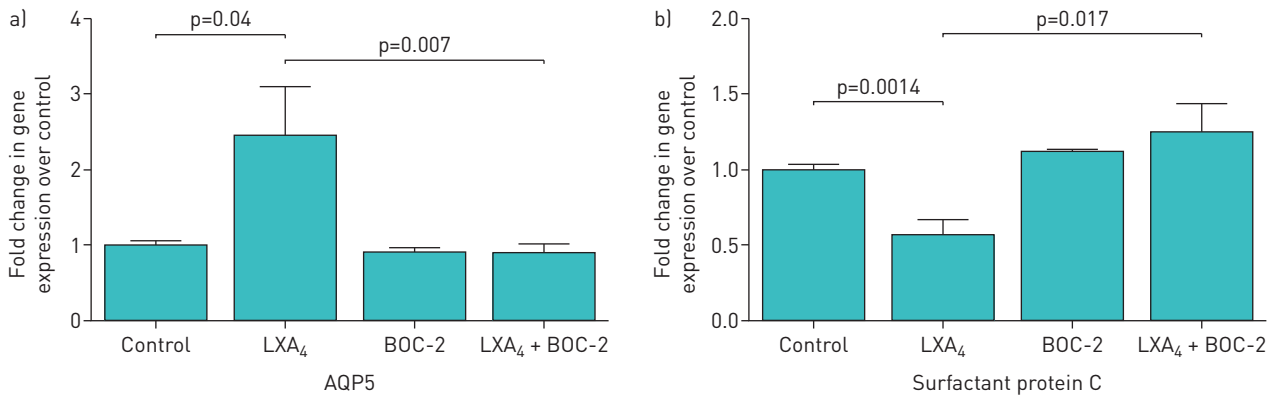 a)
Fold change in gene
expression over control
4
3
2
1
0
p=0.04
p=0.007
Control
LXA₄
BOC-2
LXA₄ + BOC-2
AQP5
b)
Fold change in gene
expression over control
2.0
1.5
1.0
0.5
0.0
p=0.017
p=0.0014
Control
LXA₄
BOC-2
LXA₄ + BOC-2
Surfactant protein C